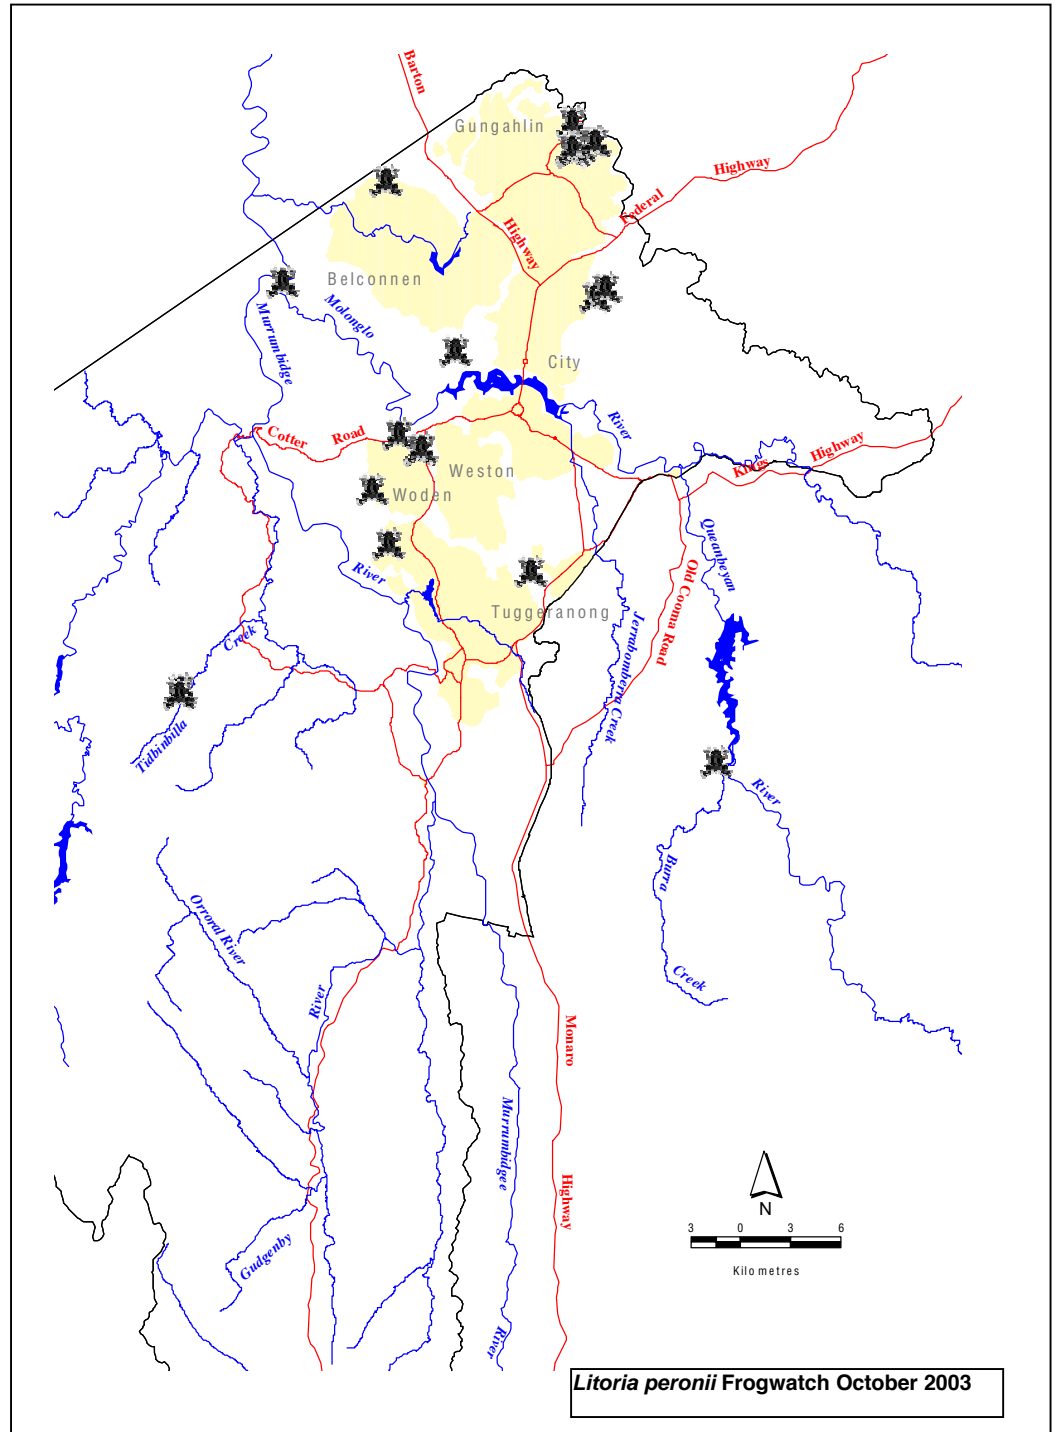 Barton
Gungahlin
Highway
Federal
Highway
Belconnen
Molonglo
Murrumbidge
City
River
Cotter
Road
Highway
Kings
Weston
Woden
Queanbeyan
River
Old Cooma Road
Tuggeranong
Jerrabomberra Creek
Creek
Tidbinbilla
River
Burra
Orroral River
Creek
River
Monaro
Murrumbidgee
Highway
N
3 0 3 6
Kilometres
Gudgenby
River
Litoria peronii Frogwatch October 2003